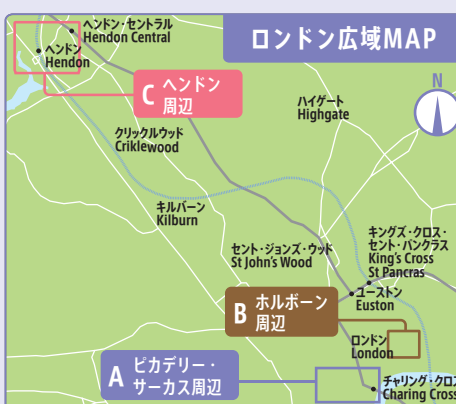 ロンドン広域MAP
ヘンドン・セントラル
Hendon Central
ヘンドン
Hendon
C ヘンドン
周辺
N
ハイゲート
Highgate
クリックルウッド
Criklewood
キルバーン
Kilburn
セント・ジョンズ・ウッド
St John's Wood
キングズ・クロス・
セント・パンクラス
King's Cross
St Pancras
ユーストン
Euston
B ホルボーン
周辺
ロンドン
London
A ピカデリー・
サーカス周辺
チャリング・クロス
Charing Cross